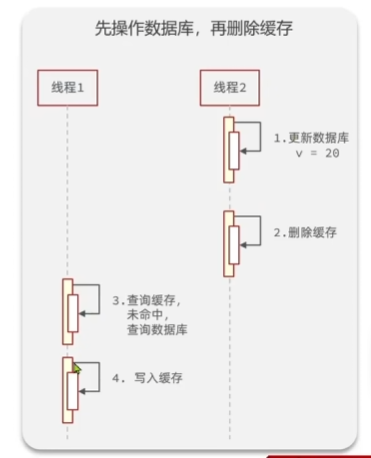 先操作数据库，再删除缓存
线程1
线程2
1.更新数据库
v = 20
2.删除缓存
3.查询缓存，
未命中，
查询数据库
4. 写入缓存